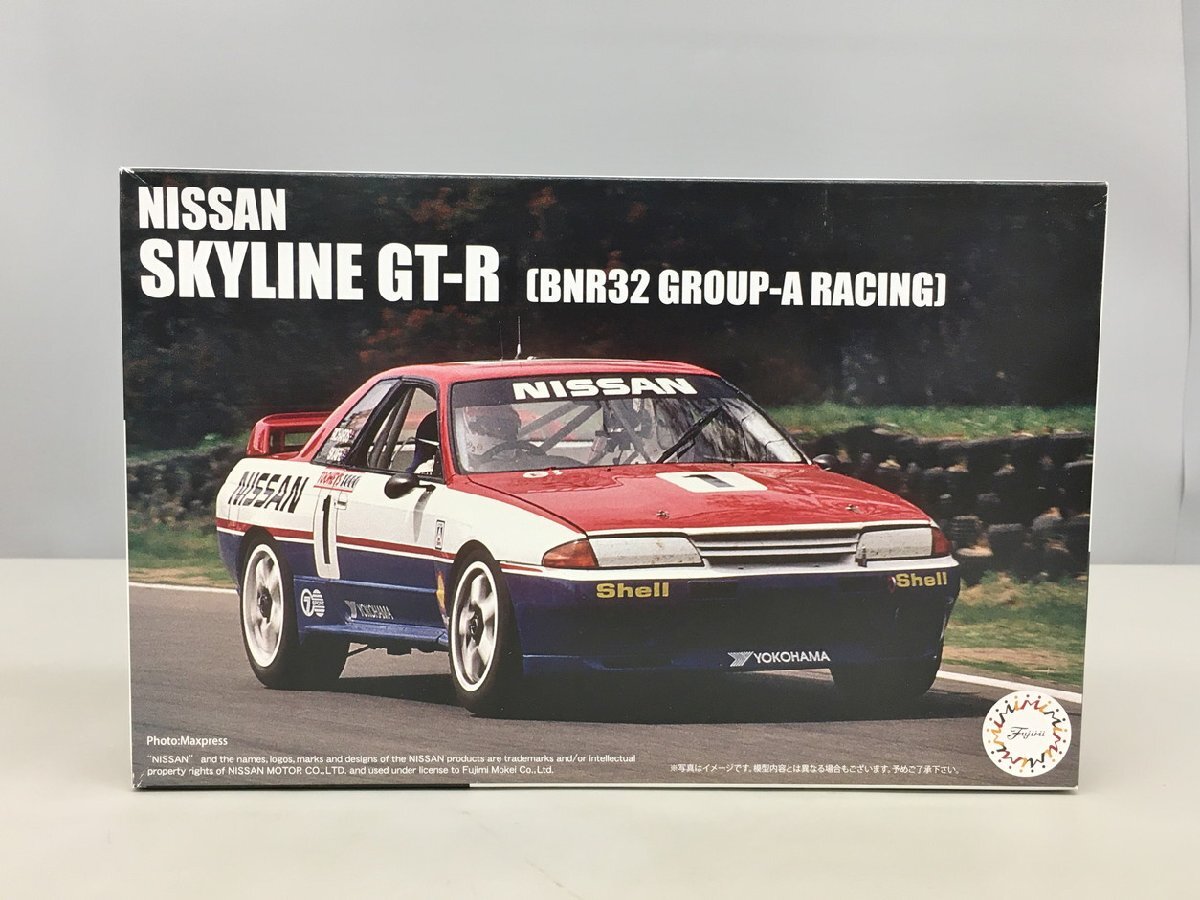 NISSAN
SKYLINE GT-R (BNR32 GROUP-A RACING)
NISSAN
NISSAN
TOOHEYS 1000
1
1
Shell
Shell
7
YOKOHAMA
YOKOHAMA
Photo:Maxpress
"NISSAN" and the names, logos, marks and designs of the NISSAN products are trademarks and/or intellectual
property rights of NISSAN MOTOR CO., LTD. and used under license to Fujimi Mokei Co., Ltd.
※写真はイメージです。模型内容とは異なる場合もございます。予めご了承下さい。
Fujimi